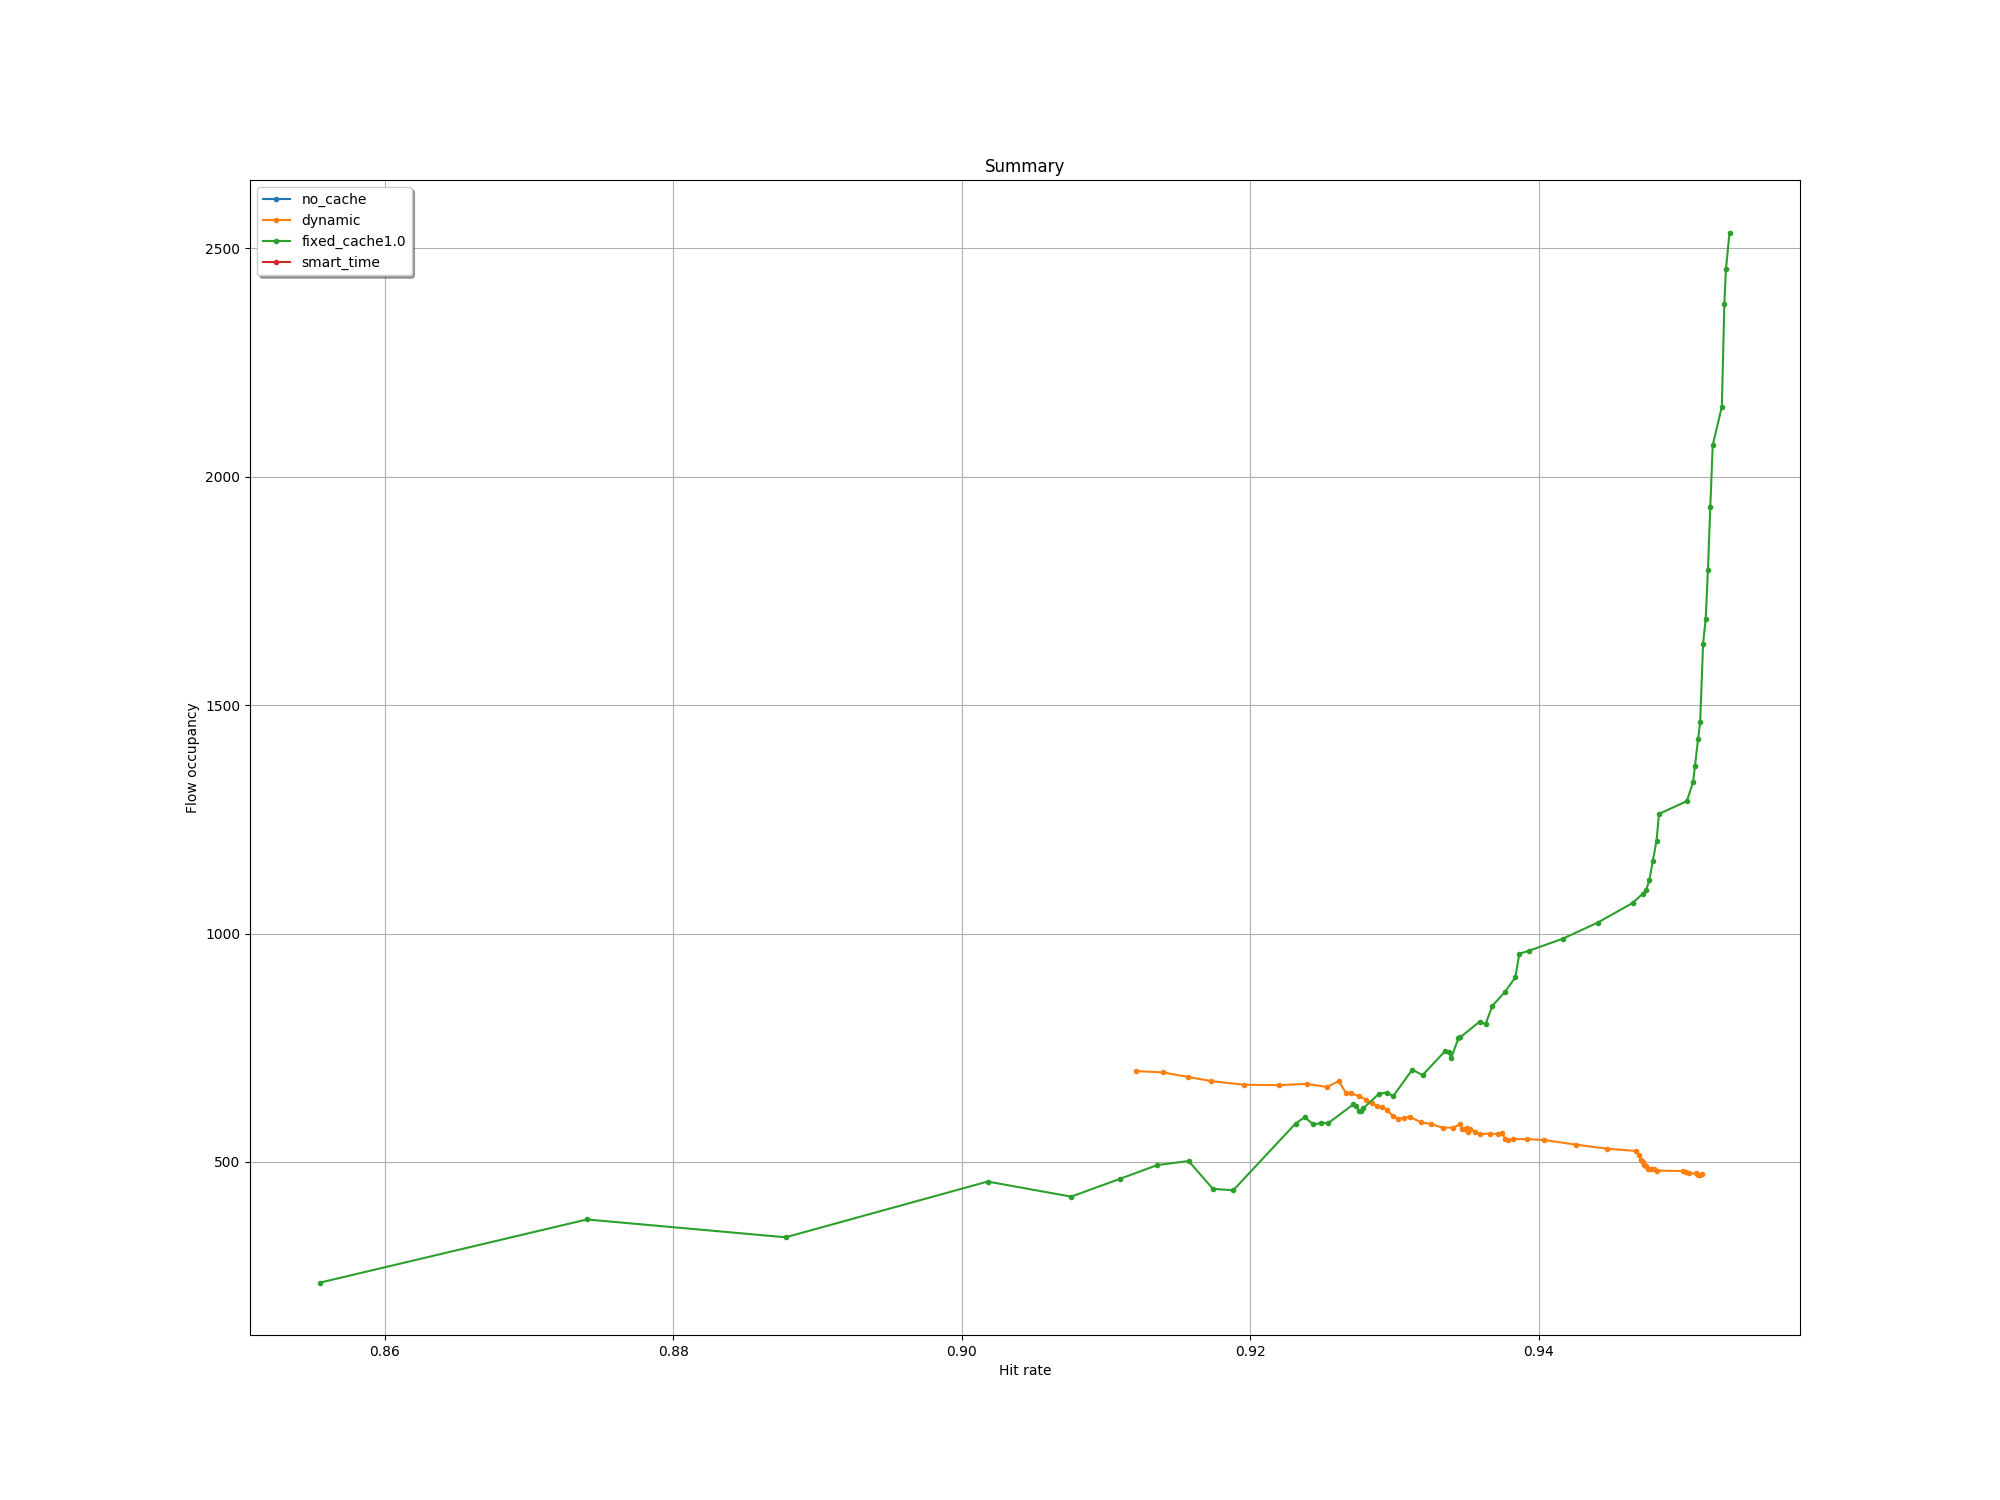 Summary
no_cache
dynamic
fixed_cache1.0
smart_time
2500
2000
1500
1000
500
Flow occupancy
0.86 0.88 0.90 0.92 0.94
Hit rate